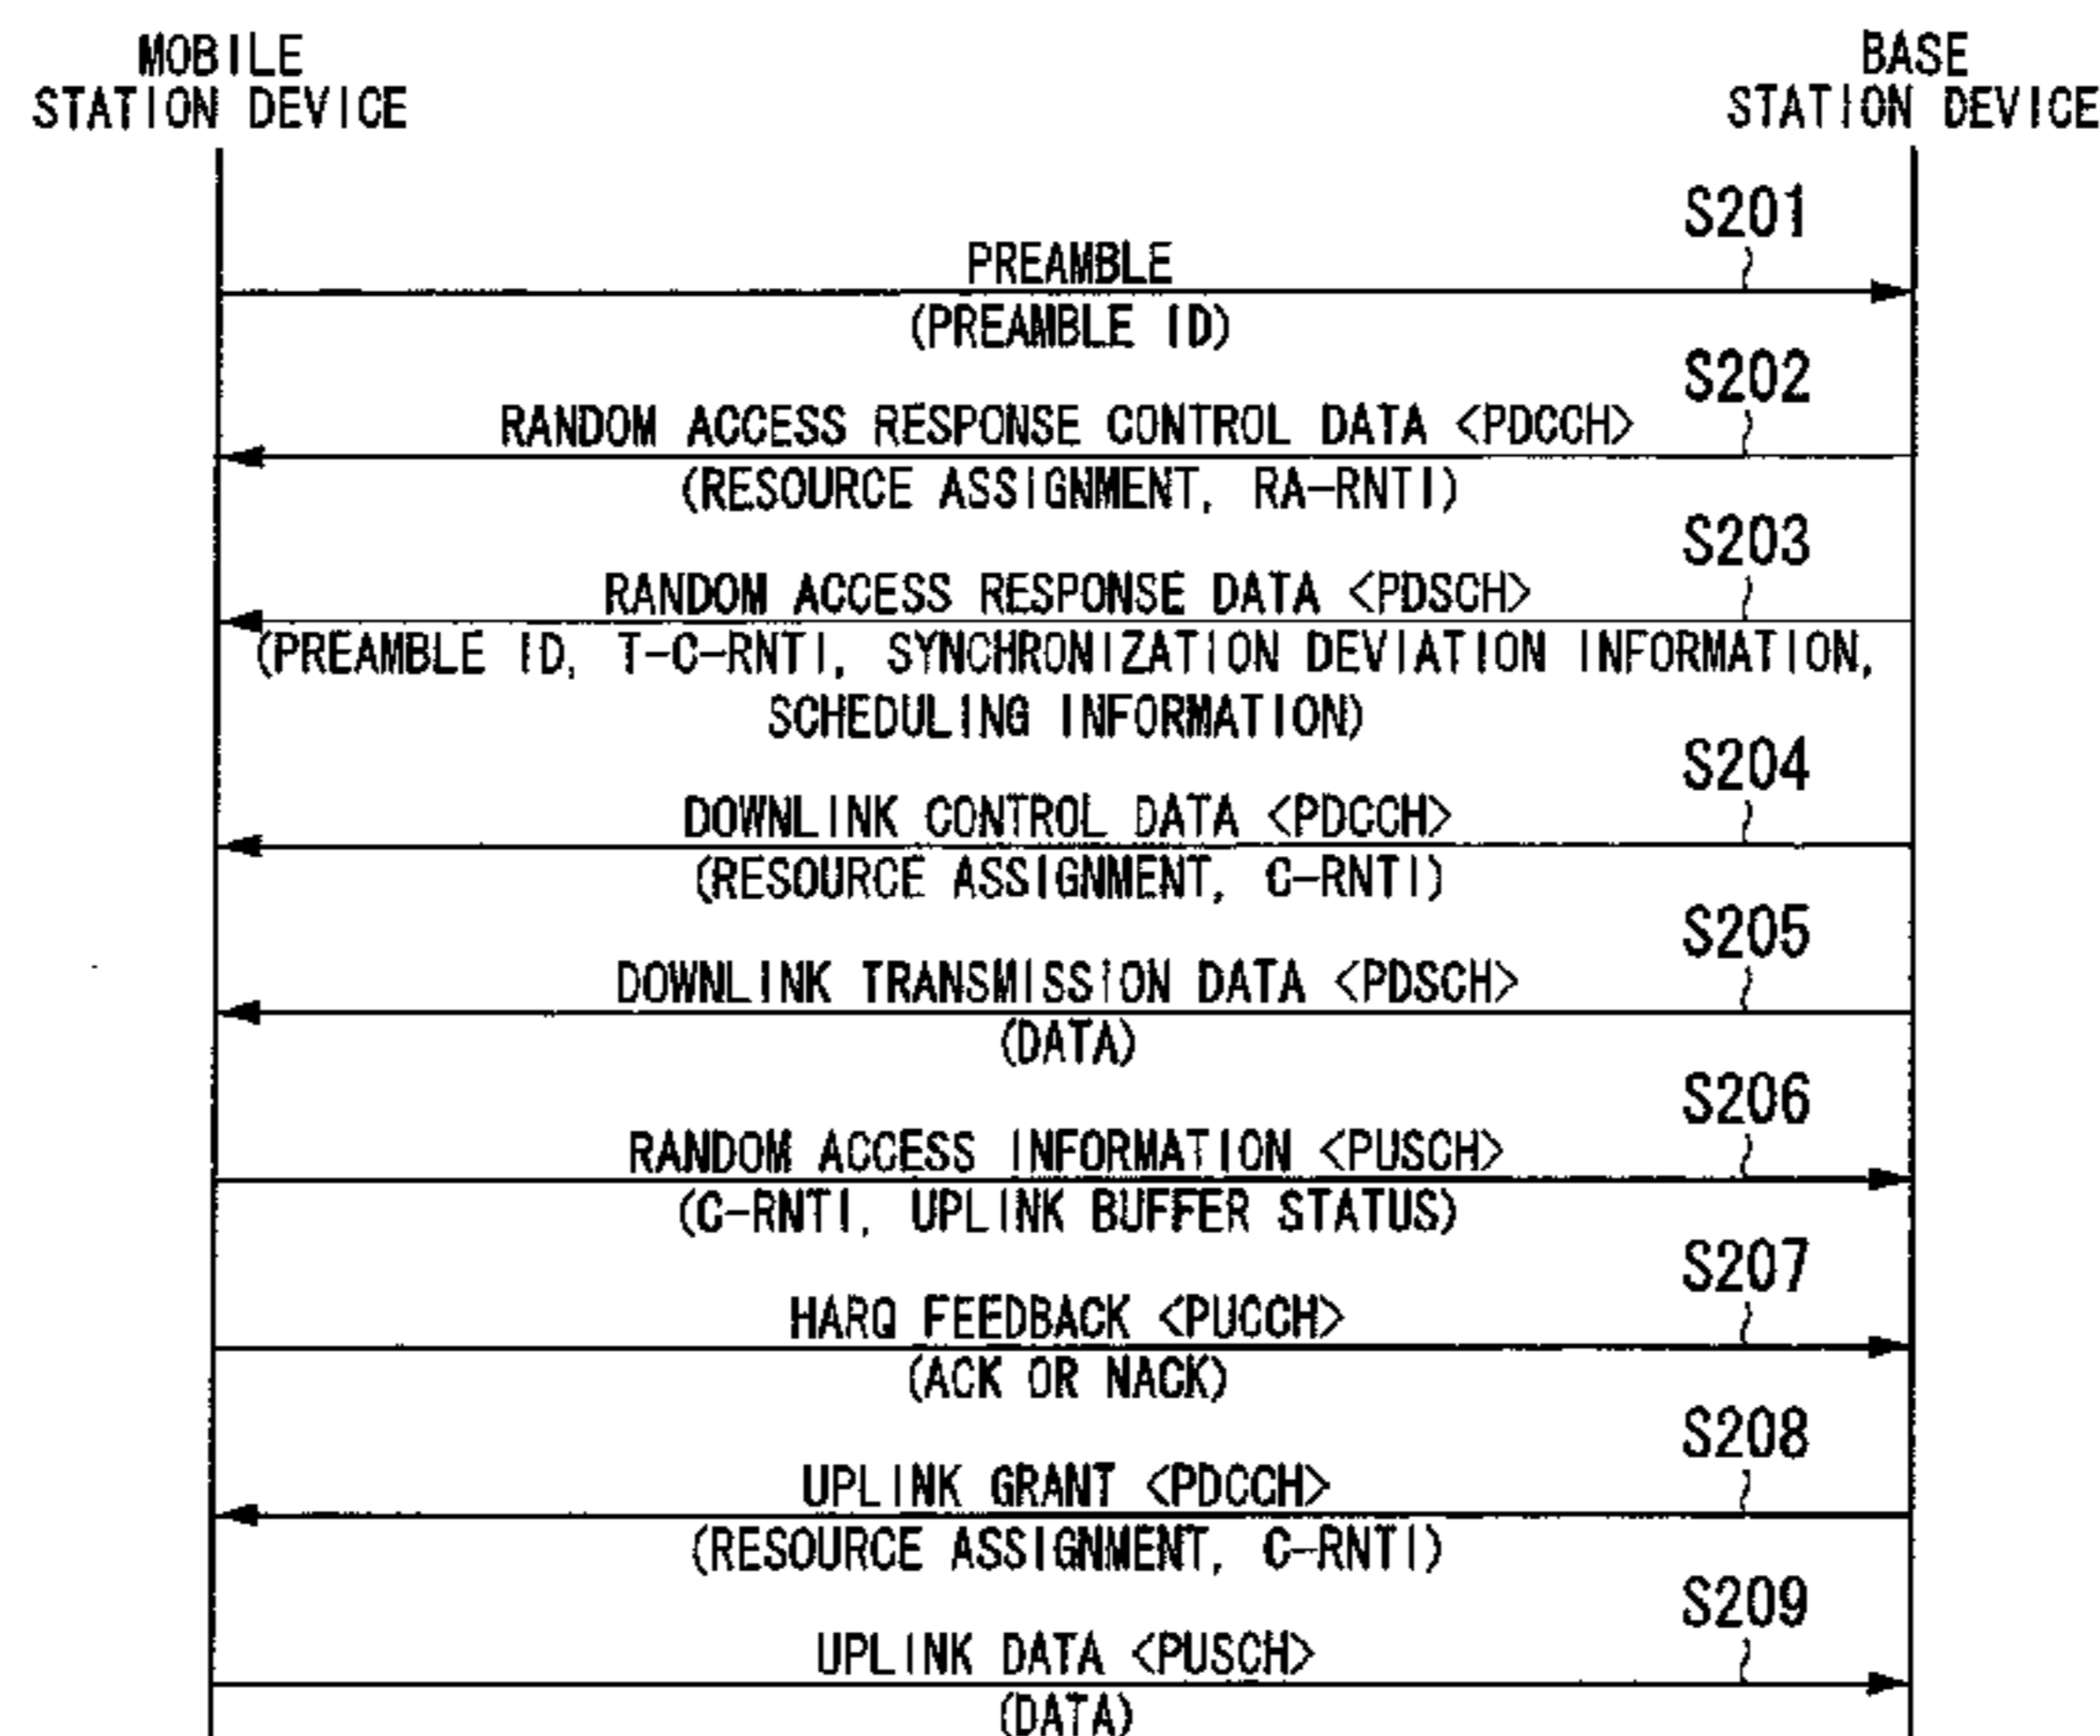 MOBILE
STATION DEVICE
BASE
STATION DEVICE
S201
PREAMBLE
(PREAMBLE ID)
S202
RANDOM ACCESS RESPONSE CONTROL DATA <PDCCH>
(RESOURCE ASSIGNMENT, RA-RNTI)
S203
RANDOM ACCESS RESPONSE DATA <PDSCH>
(PREAMBLE ID, T-C-RNTI, SYNCHRONIZATION DEVIATION INFORMATION,
SCHEDULING INFORMATION)
S204
DOWNLINK CONTROL DATA <PDCCH>
(RESOURCE ASSIGNMENT, C-RNTI)
S205
DOWNLINK TRANSMISSION DATA <PDSCH>
(DATA)
S206
RANDOM ACCESS INFORMATION <PUSCH>
(C-RNTI, UPLINK BUFFER STATUS)
S207
HARQ FEEDBACK <PUCCH>
(ACK OR NACK)
S208
UPLINK GRANT <PDCCH>
(RESOURCE ASSIGNMENT, C-RNTI)
S209
UPLINK DATA <PUSCH>
(DATA)